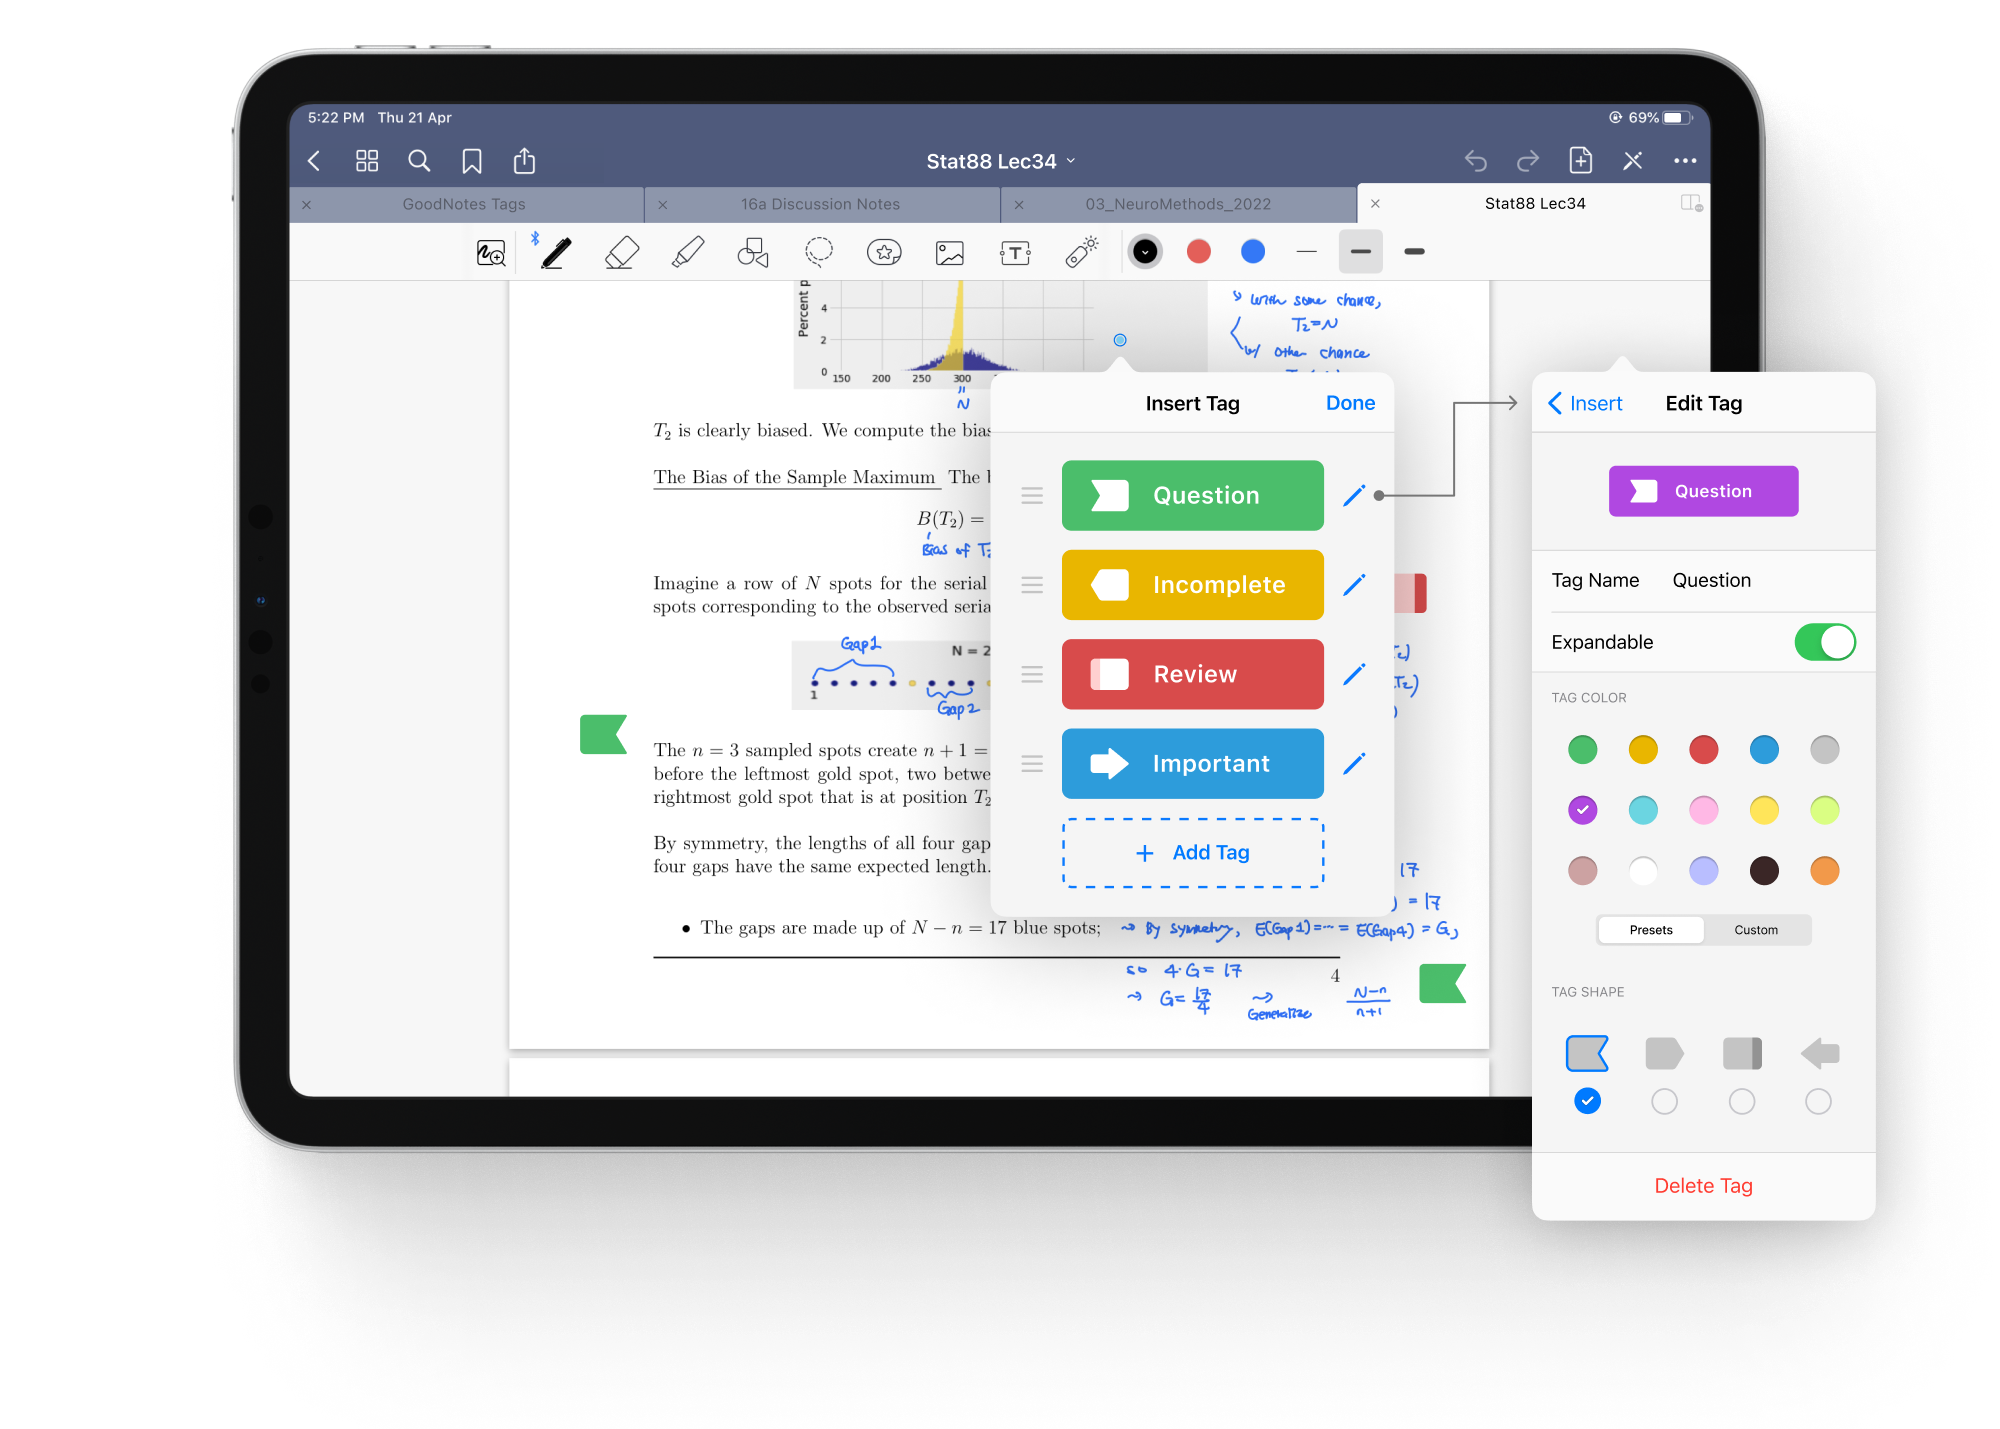 5:22 PM Thu 21 Apr
69%
Stat88 Lec34
GoodNotes Tags
16a Discussion Notes
03_NeuroMethods_2022
Stat88 Lec34
T
Percent p
4
2
0
150 200 250 300
N
↳ with some chance,
T₂=N
w/ other chance
T₂ is clearly biased. We compute the bias
The Bias of the Sample Maximum The b
B(T₂) =
Bias of T₂
Imagine a row of N spots for the serial
spots corresponding to the observed seria
Gap1
N = 2
1
Gap2
The n = 3 sampled spots create n + 1 =
before the leftmost gold spot, two betwe
rightmost gold spot that is at position T₂
By symmetry, the lengths of all four gap
four gaps have the same expected length.
17
) = 17
• The gaps are made up of N − n = 17 blue spots;
→ By symmetry, E(Gap1)=⋯= E(Gap4) = G,
so 4·G = 17
4
→ G= 17/4 → Generalize N-n/n+1
Insert Tag
Done
Question
Incomplete
Review
Important
+ Add Tag
Insert
Edit Tag
Question
Tag Name Question
Expandable
TAG COLOR
Presets Custom
TAG SHAPE
Delete Tag